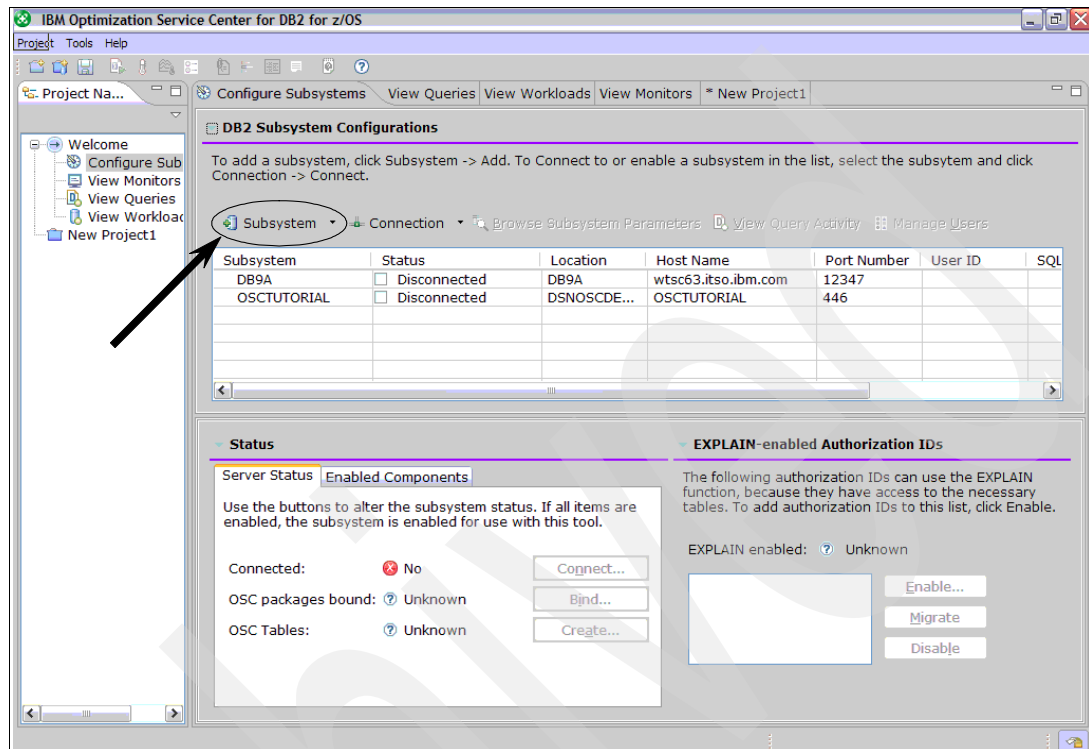 IBM Optimization Service Center for DB2 for z/OS
Project Tools Help
Project Na...
Configure Subsystems View Queries View Workloads View Monitors * New Project1
Welcome
Configure Sub
View Monitors
View Queries
View Workload
New Project1
DB2 Subsystem Configurations
To add a subsystem, click Subsystem -> Add. To Connect to or enable a subsystem in the list, select the subsytem and click
Connection -> Connect.
Subsystem Connection Browse Subsystem Parameters View Query Activity Manage Users
Subsystem Status Location Host Name Port Number User ID SQL
DB9A Disconnected DB9A wtsc63.itso.ibm.com 12347
OSCTUTORIAL Disconnected DSNOSCDE... OSCTUTORIAL 446
Status
Server Status Enabled Components
Use the buttons to alter the subsystem status. If all items are
enabled, the subsystem is enabled for use with this tool.
Connected: No Connect...
OSC packages bound: Unknown Bind...
OSC Tables: Unknown Create...
EXPLAIN-enabled Authorization IDs
The following authorization IDs can use the EXPLAIN
function, because they have access to the necessary
tables. To add authorization IDs to this list, click Enable.
EXPLAIN enabled: Unknown
Enable...
Migrate
Disable